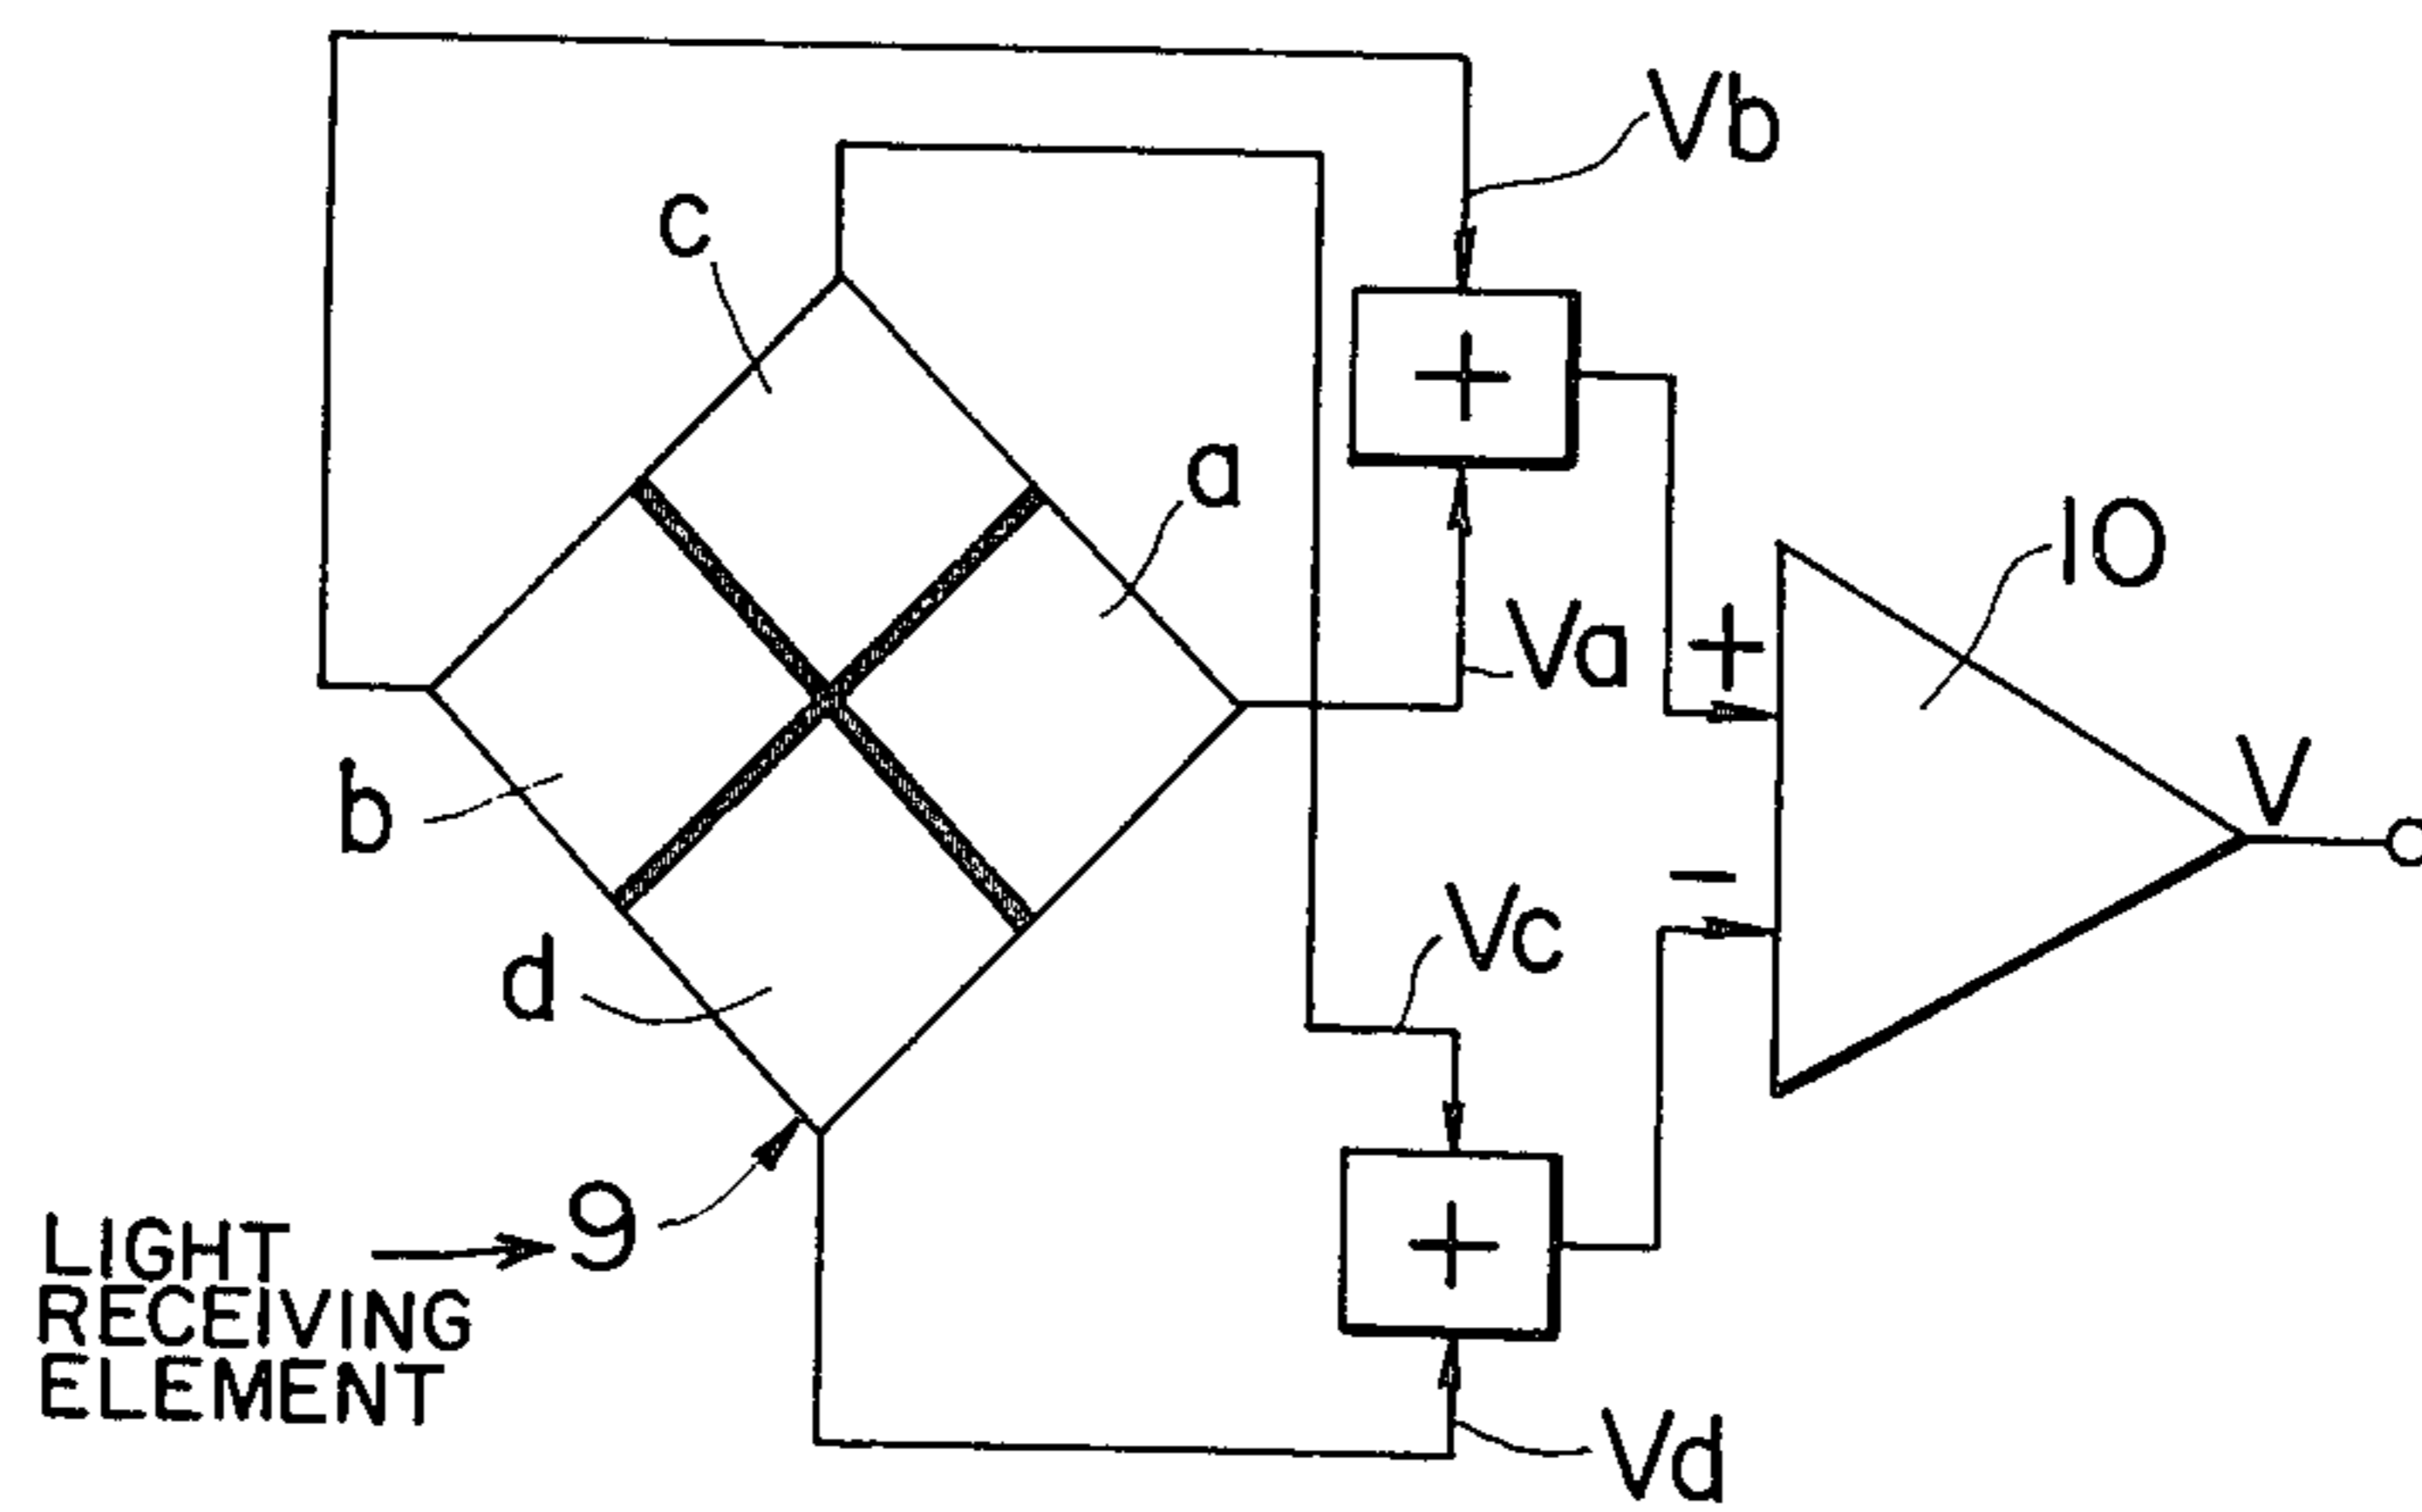 Vb
c
+
a
10
Va
+
V
b
Vc
-
d
9
LIGHT
RECEIVING
ELEMENT
+
Vd